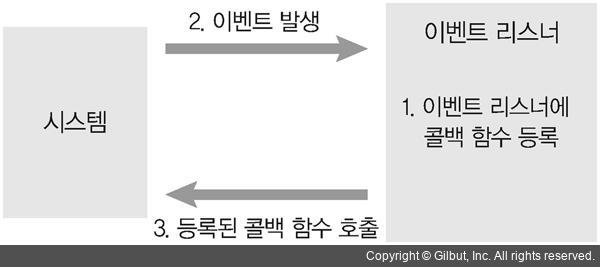 2. 이벤트 발생
이벤트 리스너
시스템
1. 이벤트 리스너에
콜백 함수 등록
3. 등록된 콜백 함수 호출
Copyright © Gilbut, Inc. All rights reserved.